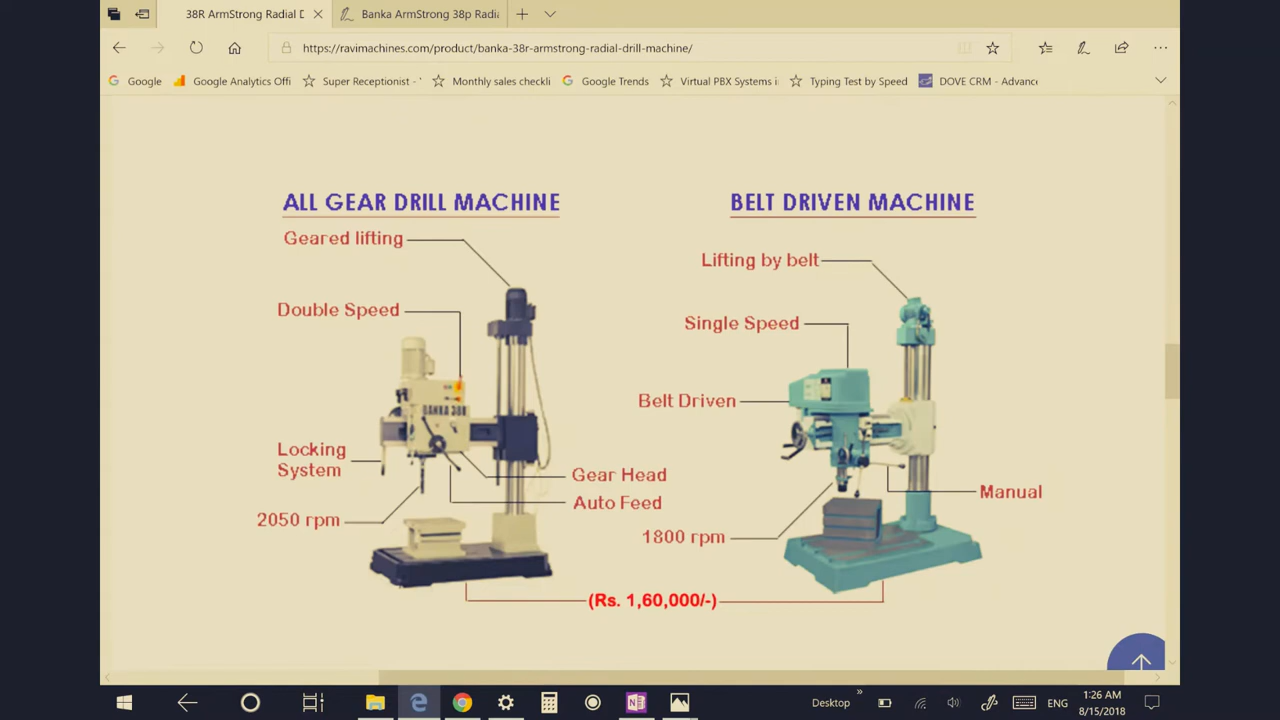 38R ArmStrong Radial D
Banka ArmStrong 38p Radia
https://ravimachines.com/product/banka-38r-armstrong-radial-drill-machine/
Google
Google Analytics Offi
Super Receptionist - '
Monthly sales checkli
Google Trends
Virtual PBX Systems i
Typing Test by Speed
DOVE CRM - Advanc
ALL GEAR DRILL MACHINE
BELT DRIVEN MACHINE
Geared lifting
Lifting by belt
Double Speed
Single Speed
Belt Driven
BANKA 38R
Locking
System
Gear Head
Auto Feed
Manual
2050 rpm
1800 rpm
(Rs. 1,60,000/-)
Desktop
ENG
1:26 AM
8/15/2018